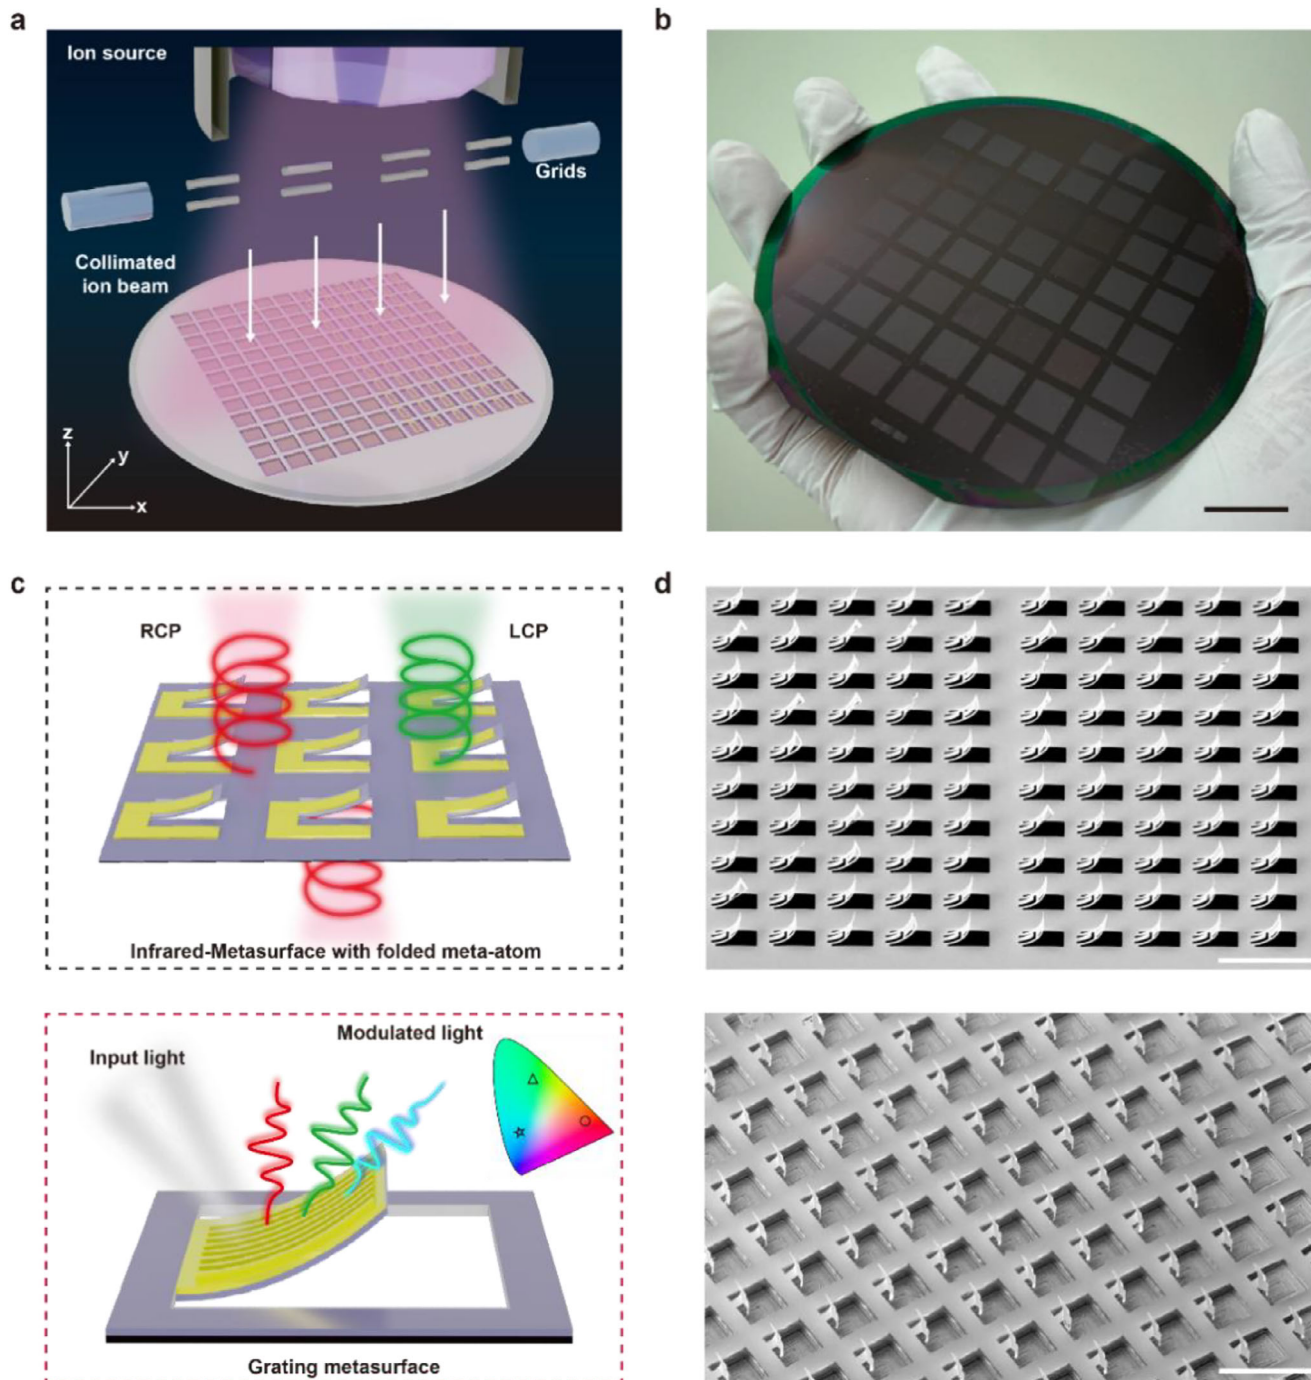 a
b
Ion source
Grids
Collimated
ion beam
z
y
x
c
d
RCP
LCP
Infrared-Metasurface with folded meta-atom
Modulated light
Input light
Grating metasurface